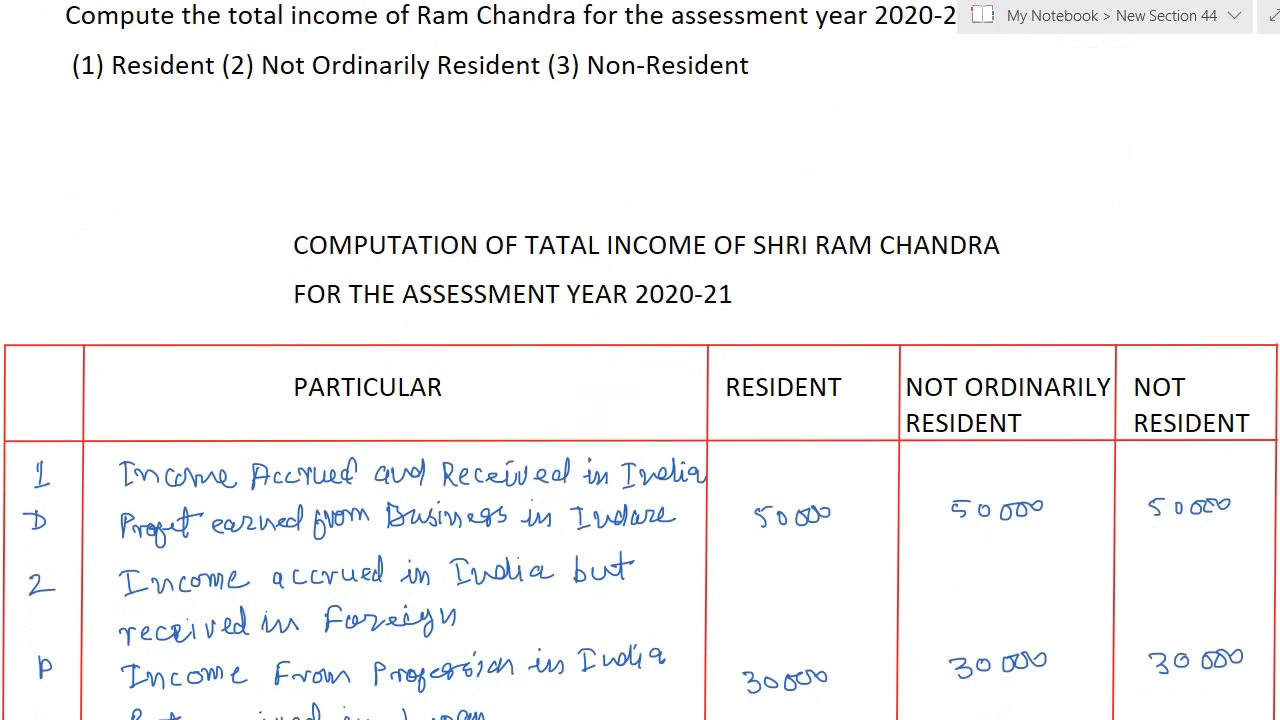 Compute the total income of Ram Chandra for the assessment year 2020-2
My Notebook > New Section 44
(1) Resident (2) Not Ordinarily Resident (3) Non-Resident
COMPUTATION OF TATAL INCOME OF SHRI RAM CHANDRA
FOR THE ASSESSMENT YEAR 2020-21
PARTICULAR RESIDENT NOT ORDINARILY RESIDENT NOT RESIDENT
1 Income Accrued and Received in India
D Profit earned from Business in Indore 50000 50000 50000
2 Income accrued in India but
received in Foreign
P Income From Profession in India 30000 30000 30000